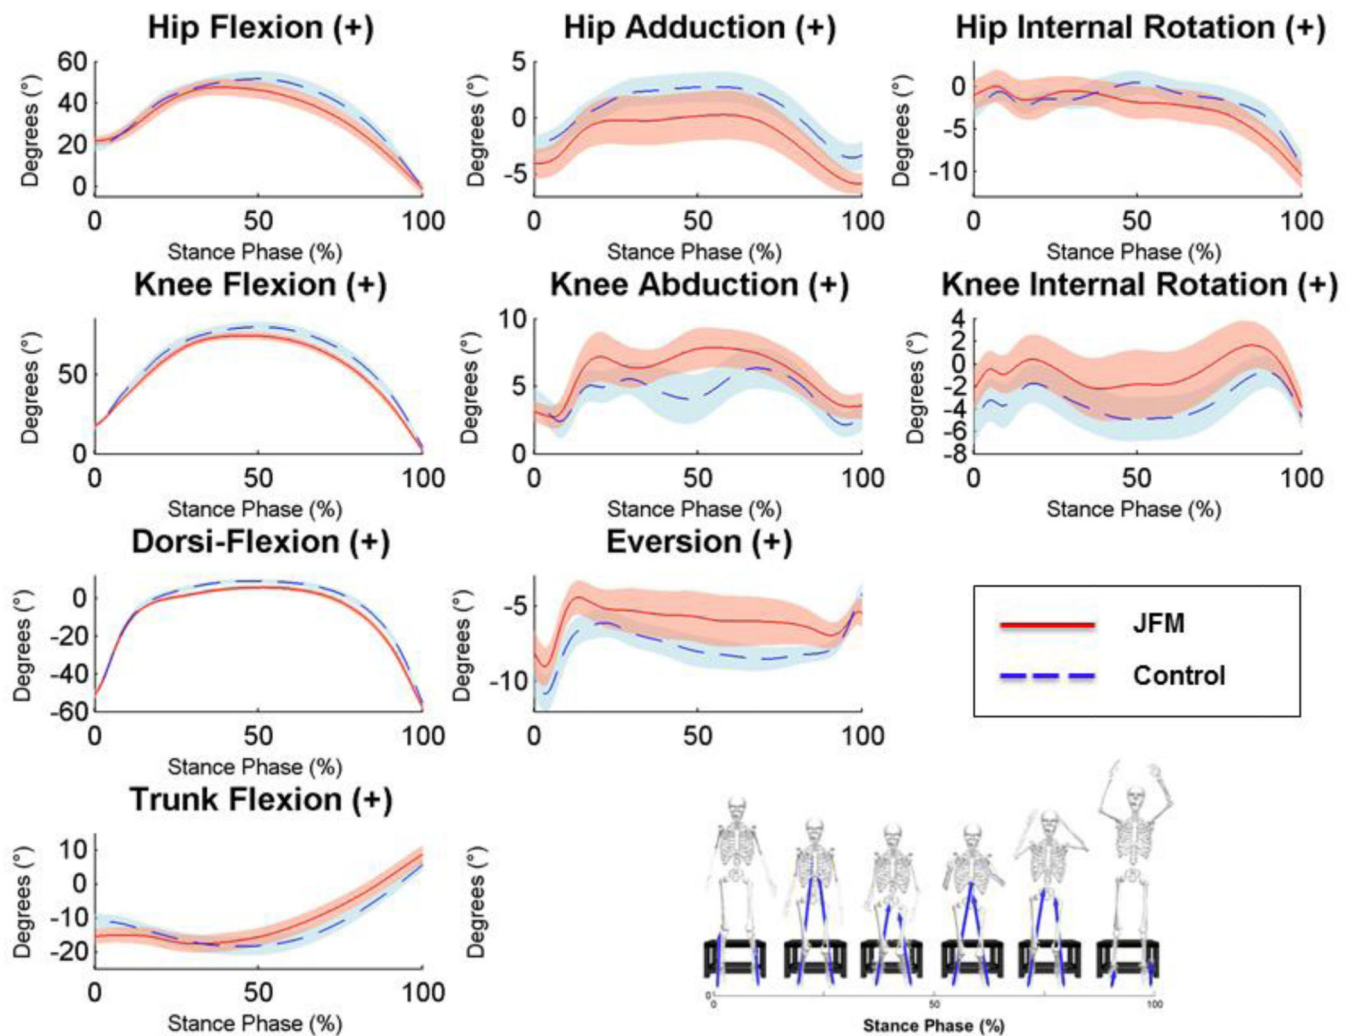 Hip Flexion (+)
Hip Adduction (+)
Hip Internal Rotation (+)
Degrees (°)
60
40
20
0
0
50
100
Stance Phase (%)
Degrees (°)
5
0
-5
0
50
100
Stance Phase (%)
Degrees (°)
0
-5
-10
0
50
100
Stance Phase (%)
Knee Flexion (+)
Knee Abduction (+)
Knee Internal Rotation (+)
Degrees (°)
50
0
0
50
100
Stance Phase (%)
Degrees (°)
10
5
0
0
50
100
Stance Phase (%)
Degrees (°)
4
2
0
-2
-4
-6
-8
0
50
100
Stance Phase (%)
Dorsi-Flexion (+)
Eversion (+)
Degrees (°)
0
-20
-40
-60
0
50
100
Stance Phase (%)
Degrees (°)
-5
-10
0
50
100
Stance Phase (%)
JFM
Control
Trunk Flexion (+)
Degrees (°)
10
0
-10
-20
0
50
100
Stance Phase (%)
Degrees (°)
0
50
100
Stance Phase (%)